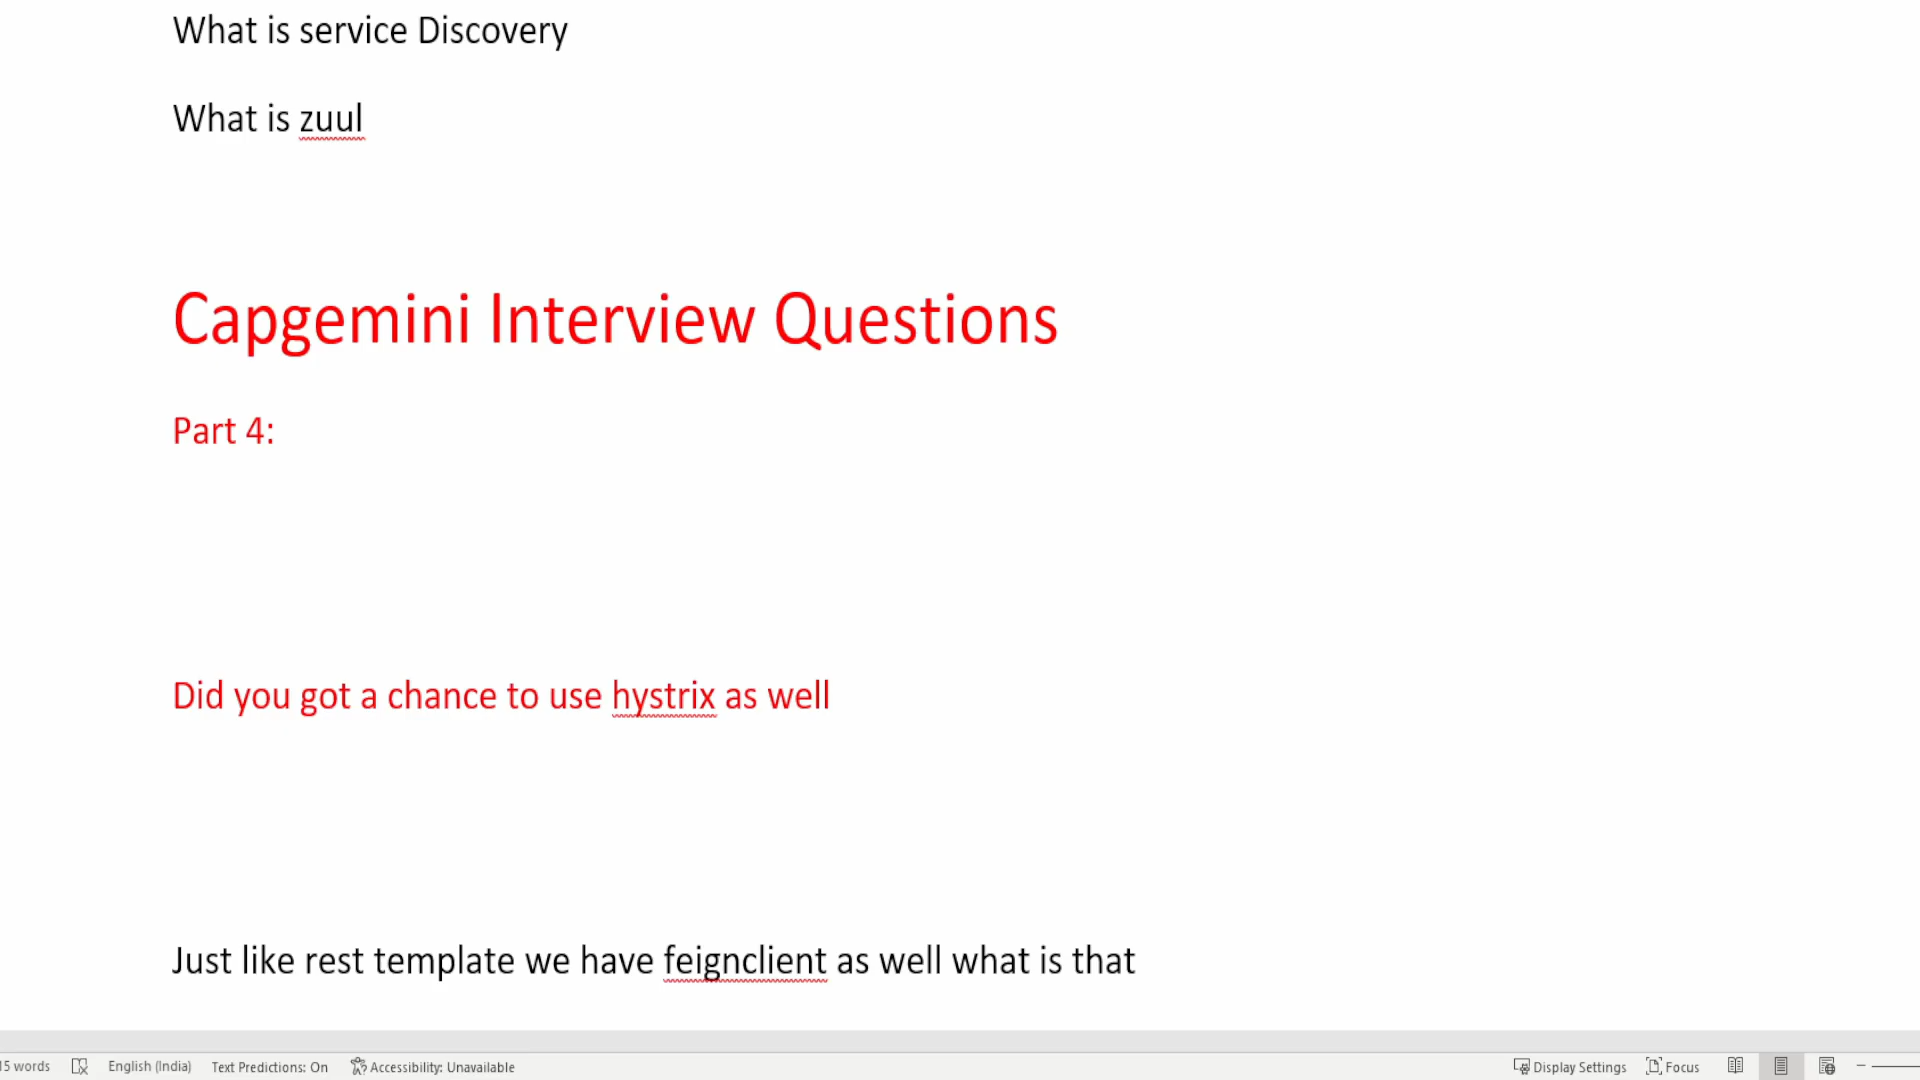 What is service Discovery
What is zuul
Capgemini Interview Questions
Part 4:
Did you got a chance to use hystrix as well
Just like rest template we have feignclient as well what is that
15 words English (India) Text Predictions: On Accessibility: Unavailable Display Settings Focus